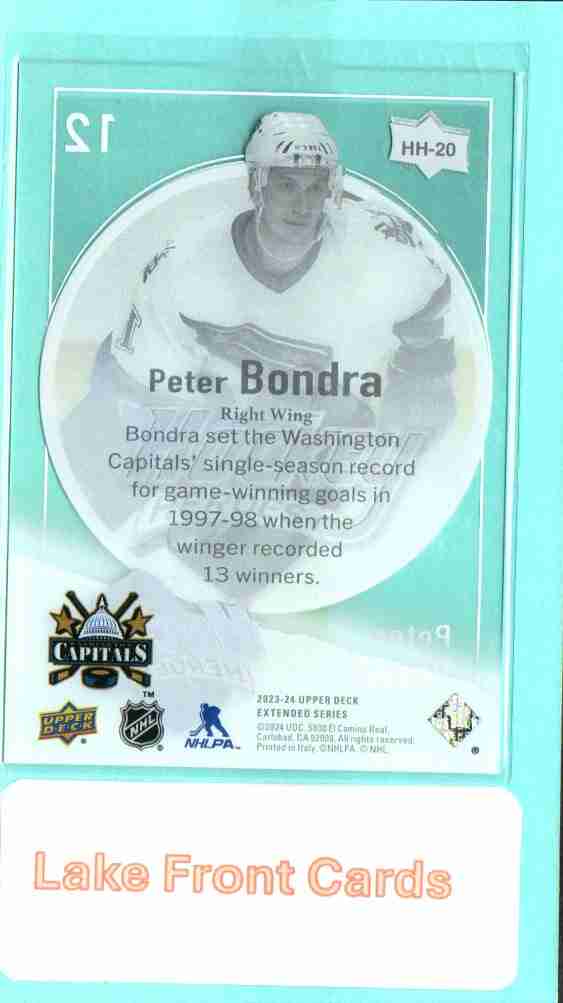 12
HH-20
Peter Bondra
Right Wing
Bondra set the Washington
Capitals' single-season record
for game-winning goals in
1997-98 when the
winger recorded
13 winners.
CAPITALS
TM
UPPER
DECK
NHL
NHLPA
2023-24 UPPER DECK
EXTENDED SERIES
©2024 UDC. 5830 El Camino Real,
Carlsbad, CA 92008. All rights reserved.
Printed in Italy. ©NHLPA. © NHL.
®
Lake Front Cards